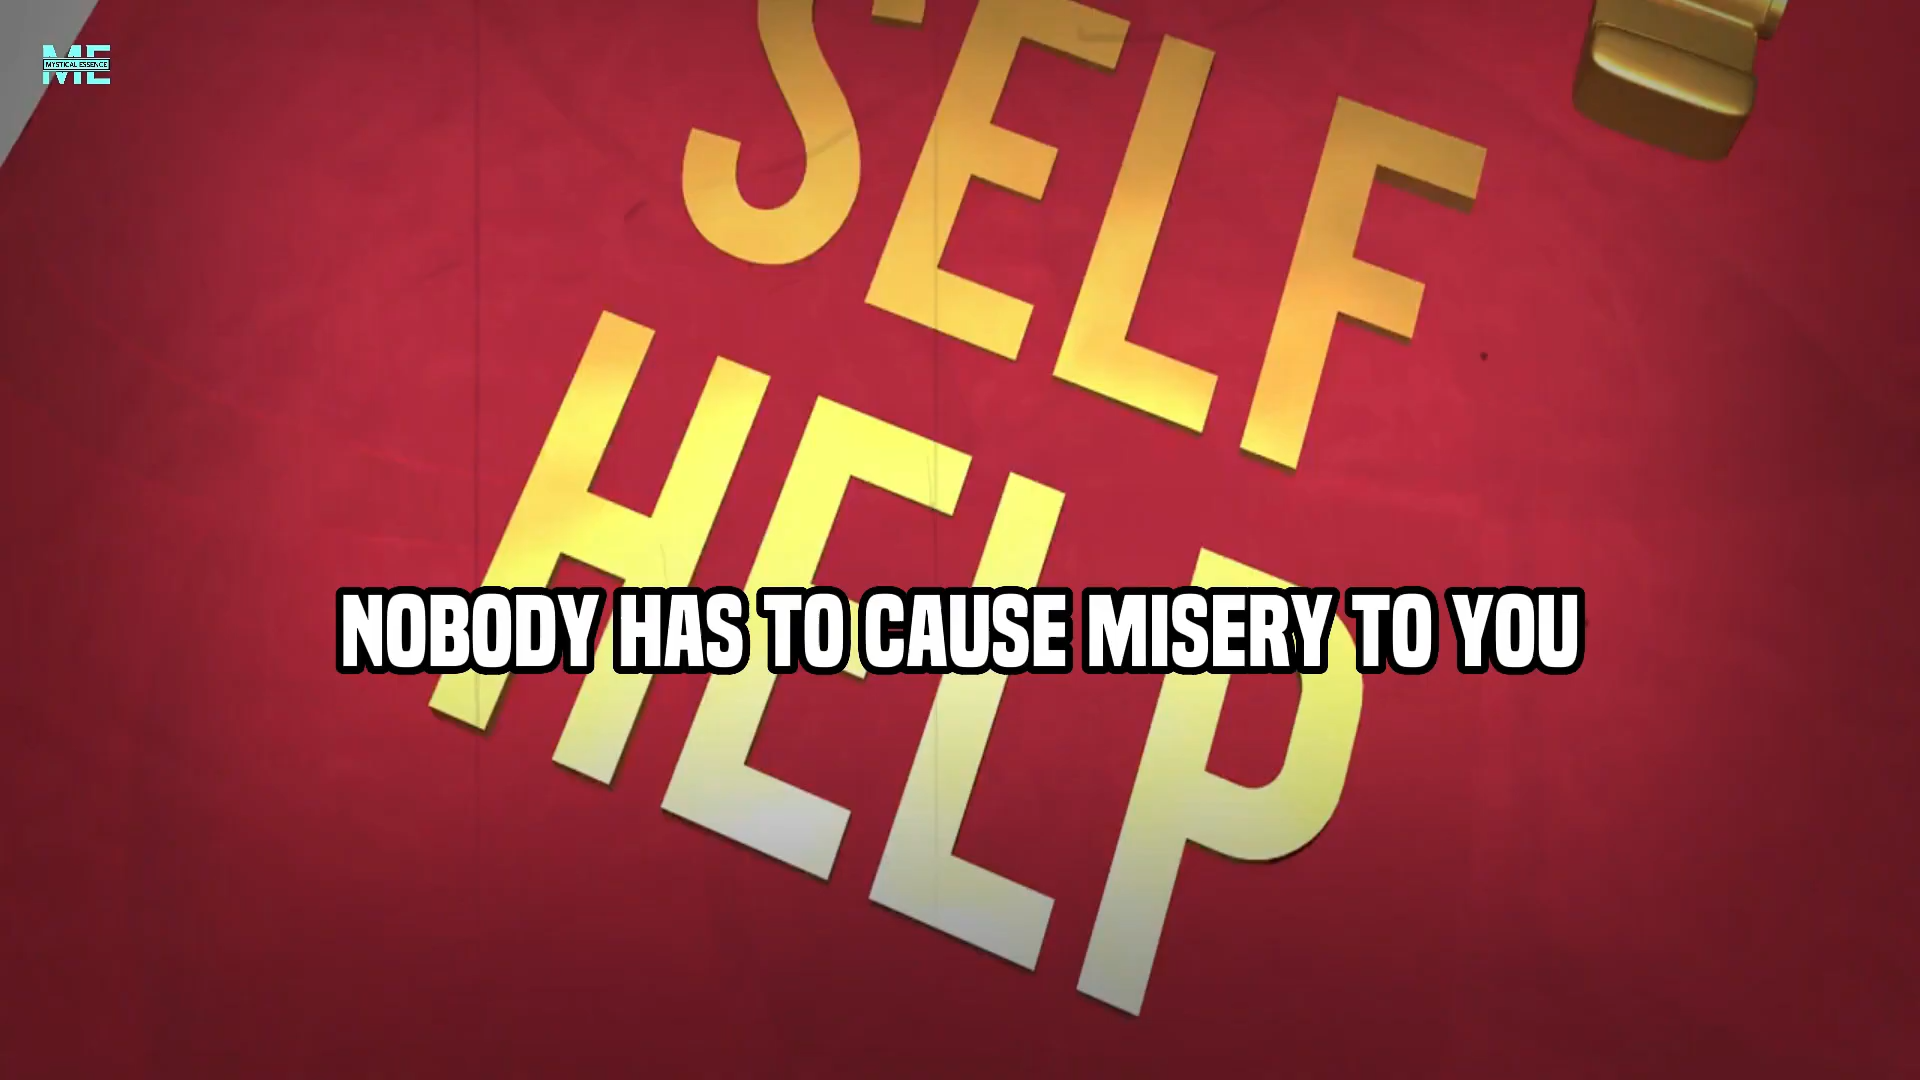 ME
MYSTICAL ESSENCE
SELF
HELP
NOBODY HAS TO CAUSE MISERY TO YOU